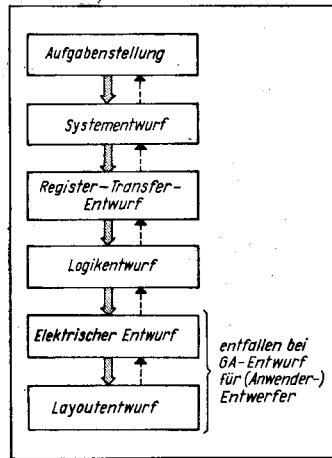 Aufgabenstellung
Systementwurf
Register-Transfer-
Entwurf
Logikentwurf
Elektrischer Entwurf
Layoutentwurf
entfallen bei
GA-Entwurf
für (Anwender-)
Entwerfer